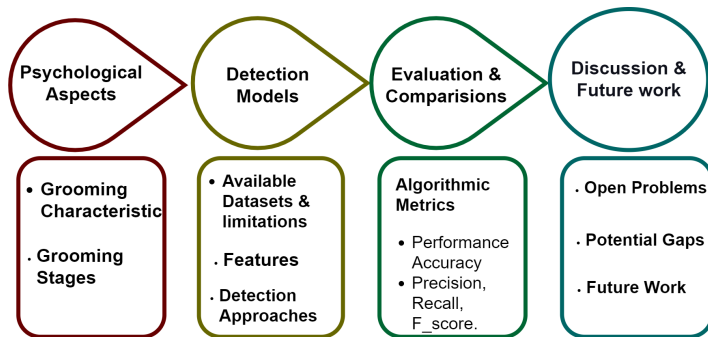 Psychological
Aspects
Detection
Models
Evaluation &
Comparisions
Discussion &
Future work
• Grooming
Characteristic
• Grooming
Stages
• Available
Datasets &
limitations
• Features
• Detection
Approaches
Algorithmic
Metrics
• Performance
Accuracy
• Precision,
Recall,
F_score.
• Open Problems
• Potential Gaps
• Future Work